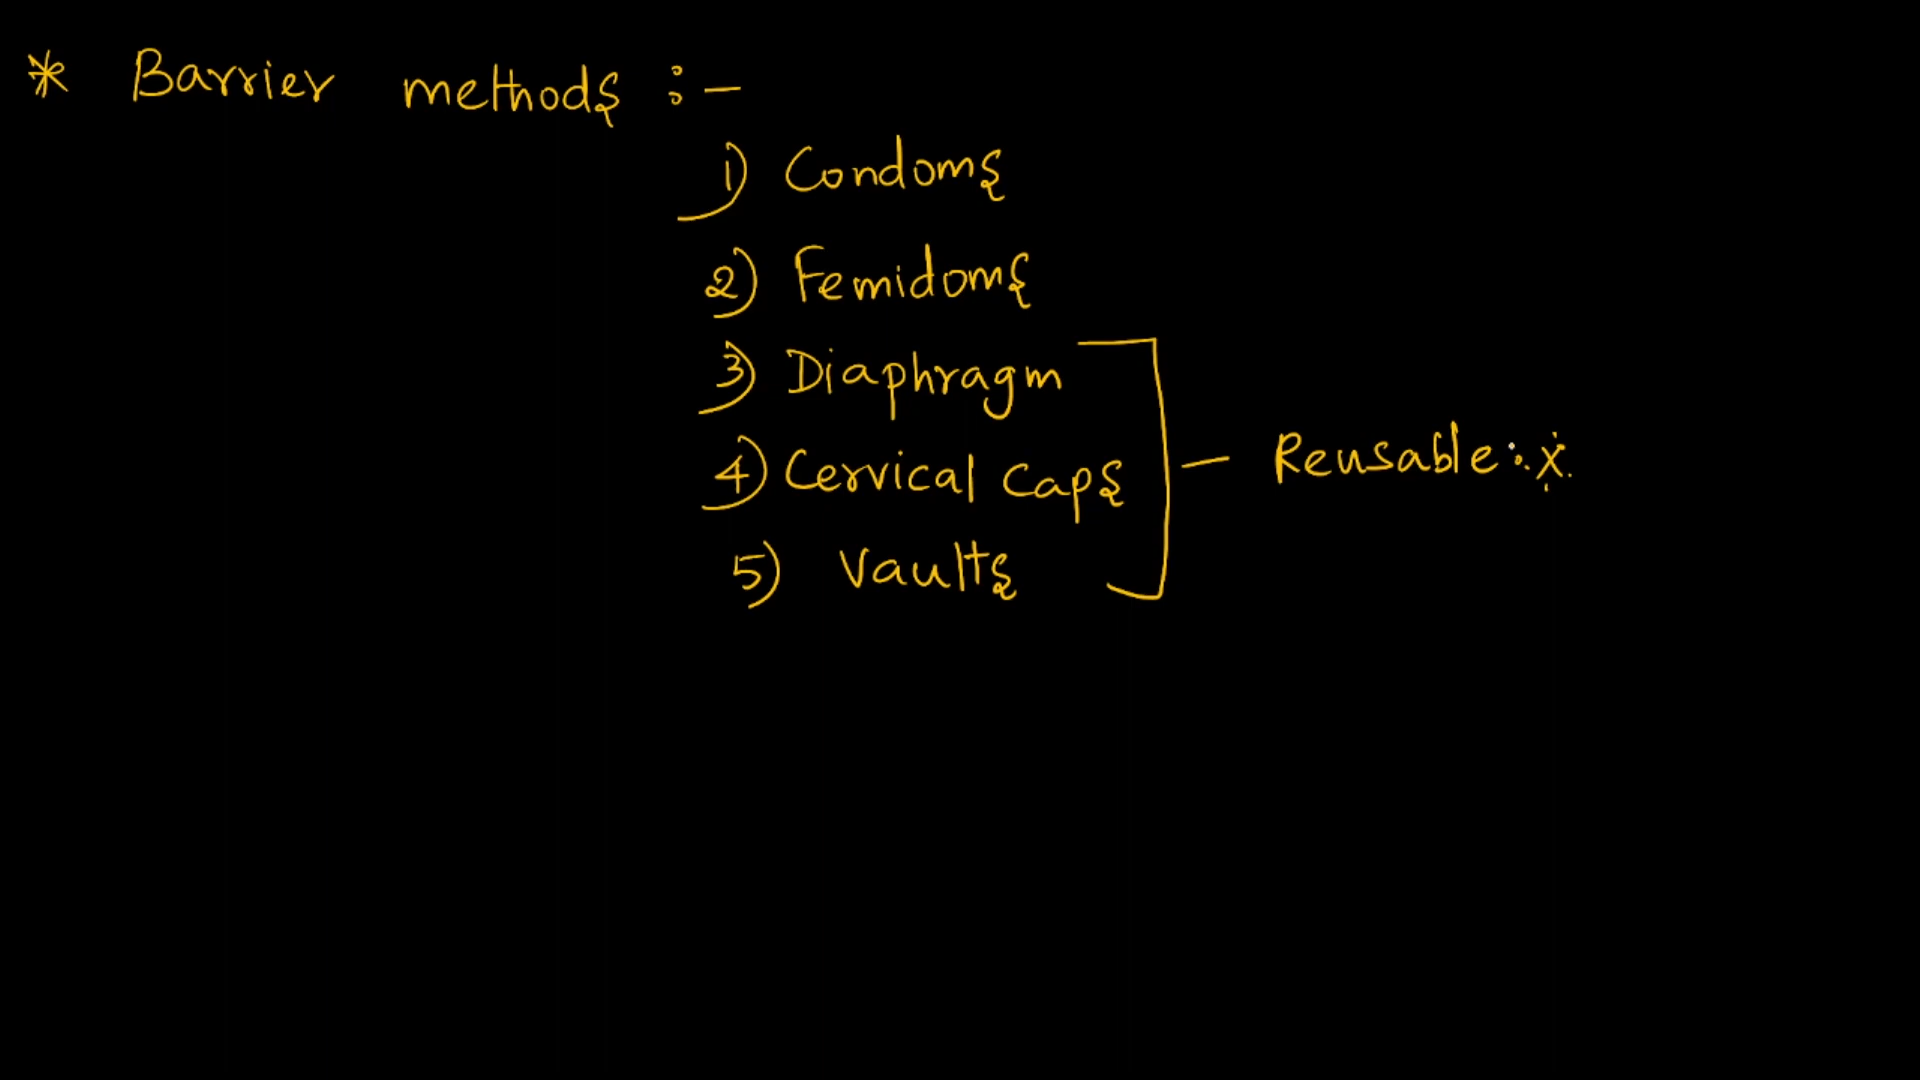 * Barrier methods :-
1) Condoms
2) Femidoms
3) Diaphragm
4) Cervical Caps
5) Vaults
— Reusable